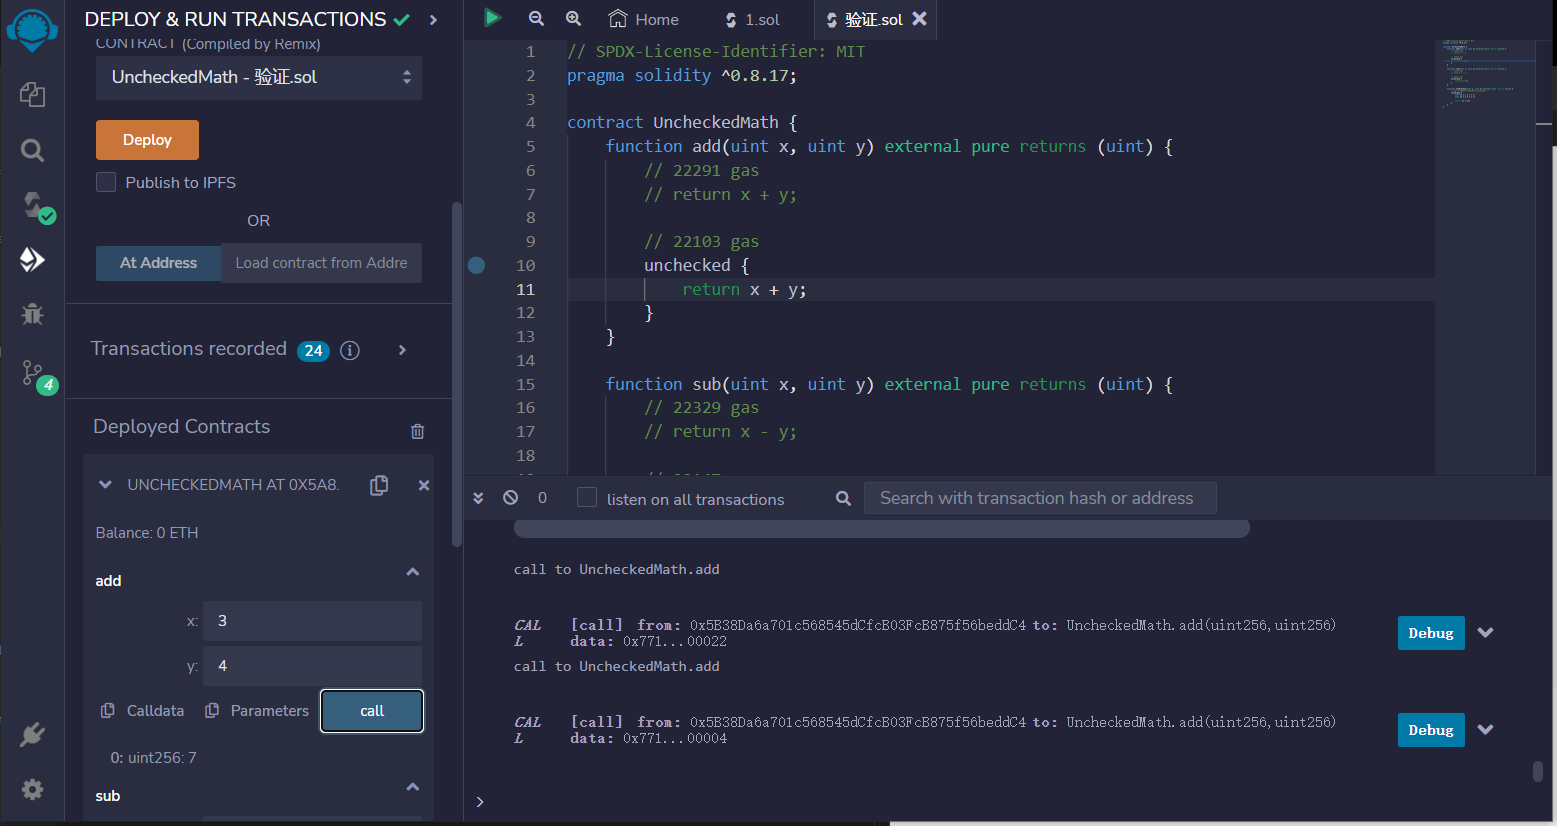 DEPLOY & RUN TRANSACTIONS
CONTRACT (Compiled by Remix)
UncheckedMath - 验证.sol
Deploy
Publish to IPFS
OR
At Address
Load contract from Addre
Transactions recorded 24
4
Deployed Contracts
UNCHECKEDMATH AT 0X5A8.
Balance: 0 ETH
add
x: 3
y: 4
Calldata
Parameters
call
0: uint256: 7
sub
Home
1.sol
验证.sol
1 // SPDX-License-Identifier: MIT
2 pragma solidity ^0.8.17;
3
4 contract UncheckedMath {
5 function add(uint x, uint y) external pure returns (uint) {
6 // 22291 gas
7 // return x + y;
8
9 // 22103 gas
10 unchecked {
11 return x + y;
12 }
13 }
14
15 function sub(uint x, uint y) external pure returns (uint) {
16 // 22329 gas
17 // return x - y;
18
0
listen on all transactions
Search with transaction hash or address
call to UncheckedMath.add
CAL [call] from: 0x5B38Da6a701c568545dCfcB03FcB875f56beddC4 to: UncheckedMath.add(uint256,uint256)
L data: 0x771...00022
Debug
call to UncheckedMath.add
CAL [call] from: 0x5B38Da6a701c568545dCfcB03FcB875f56beddC4 to: UncheckedMath.add(uint256,uint256)
L data: 0x771...00004
Debug
>